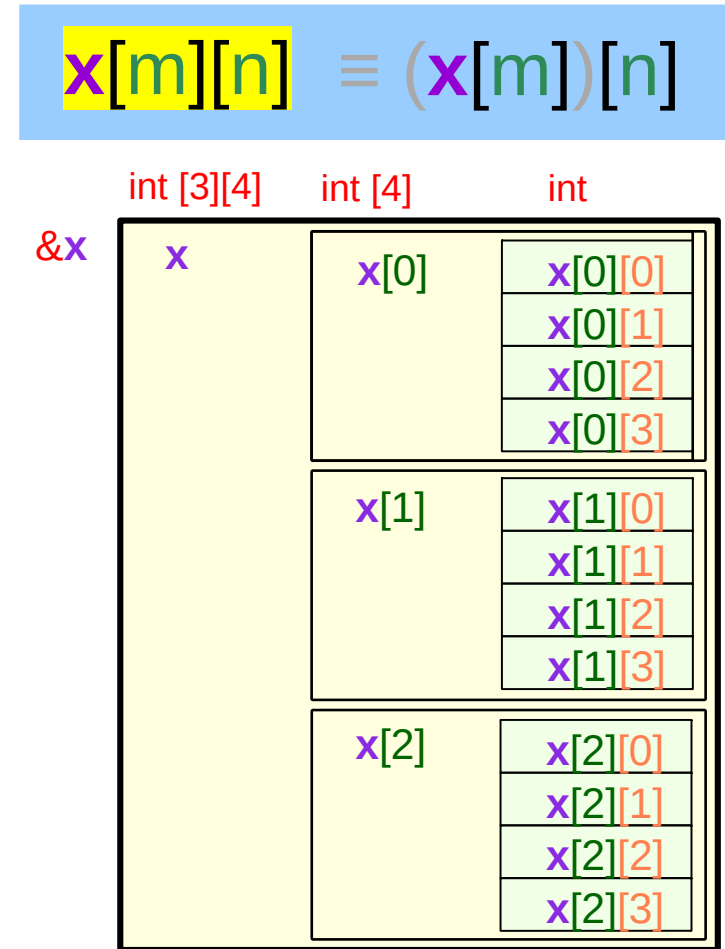 x[m][n] ≡ (x[m])[n]
int [3][4] int [4] int
&x x x[0] x[0][0]
x[0][1]
x[0][2]
x[0][3]
x[1] x[1][0]
x[1][1]
x[1][2]
x[1][3]
x[2] x[2][0]
x[2][1]
x[2][2]
x[2][3]